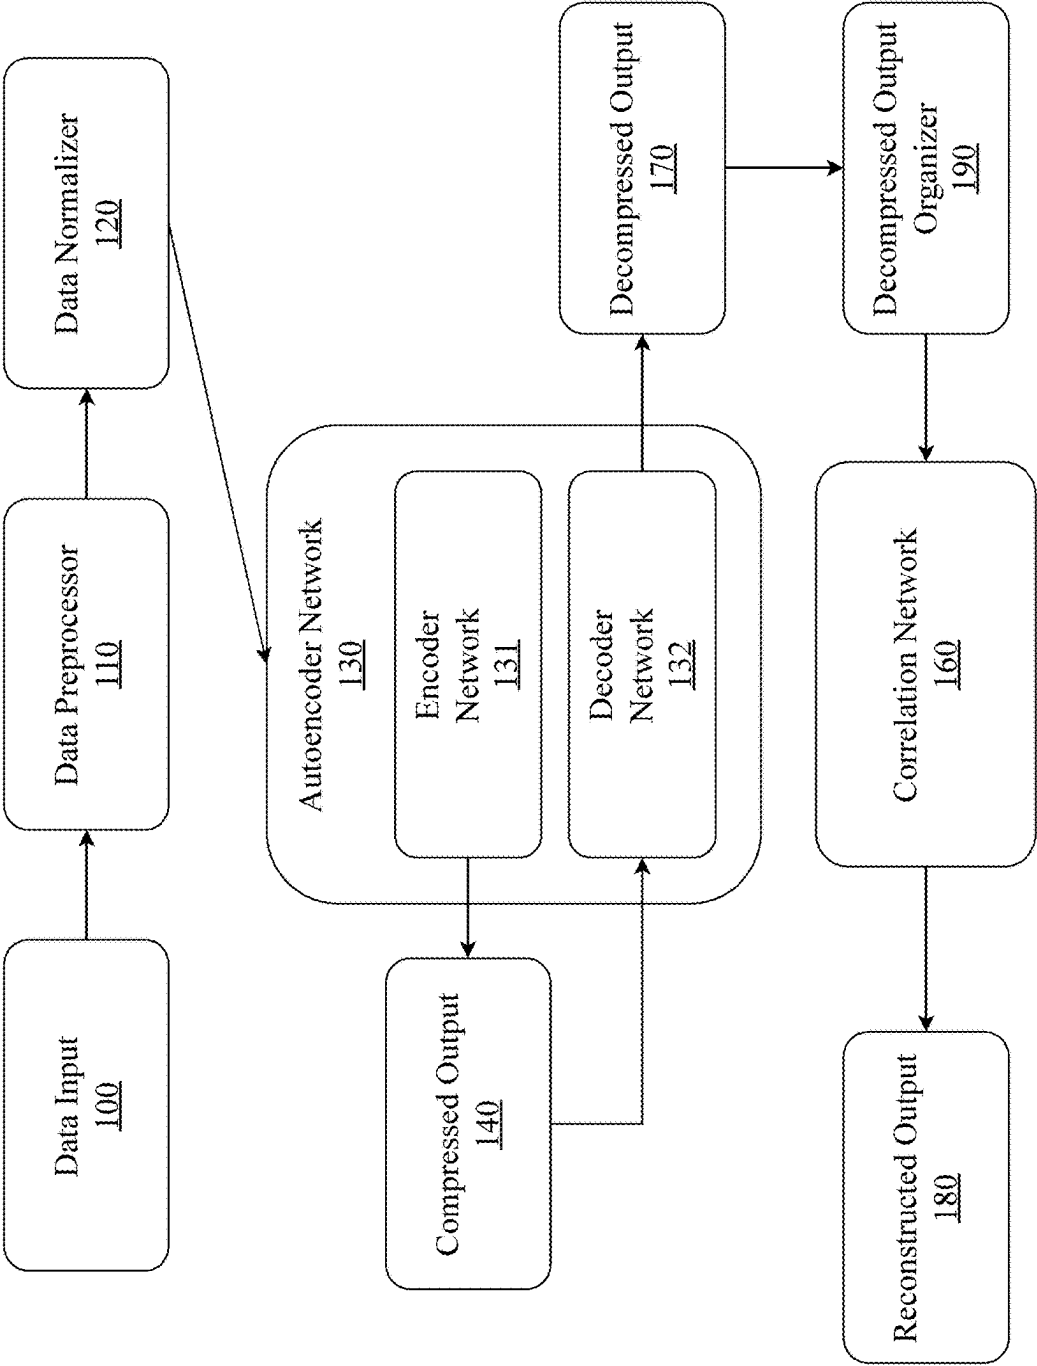 Data Input
100
Data Preprocessor
110
Data Normalizer
120
Autoencoder Network
130
Encoder
Network
131
Decoder
Network
132
Compressed Output
140
Decompressed Output
170
Decompressed Output
Organizer
190
Correlation Network
160
Reconstructed Output
180